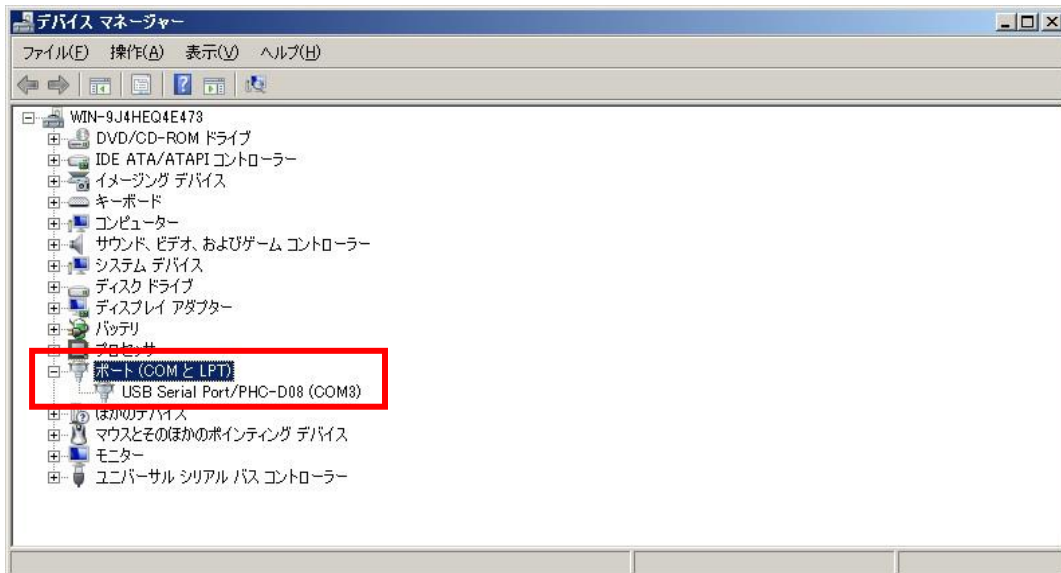 デバイス マネージャー
ファイル(F) 操作(A) 表示(V) ヘルプ(H)
WIN-9J4HEQ4E473
DVD/CD-ROM ドライブ
IDE ATA/ATAPI コントローラー
イメージング デバイス
キーボード
コンピューター
サウンド、ビデオ、およびゲーム コントローラー
システム デバイス
ディスク ドライブ
ディスプレイ アダプター
バッテリ
プロセッサ
ポート (COM と LPT)
USB Serial Port/PHC-D08 (COM3)
ほかのデバイス
マウスとそのほかのポインティング デバイス
モニター
ユニバーサル シリアル バス コントローラー